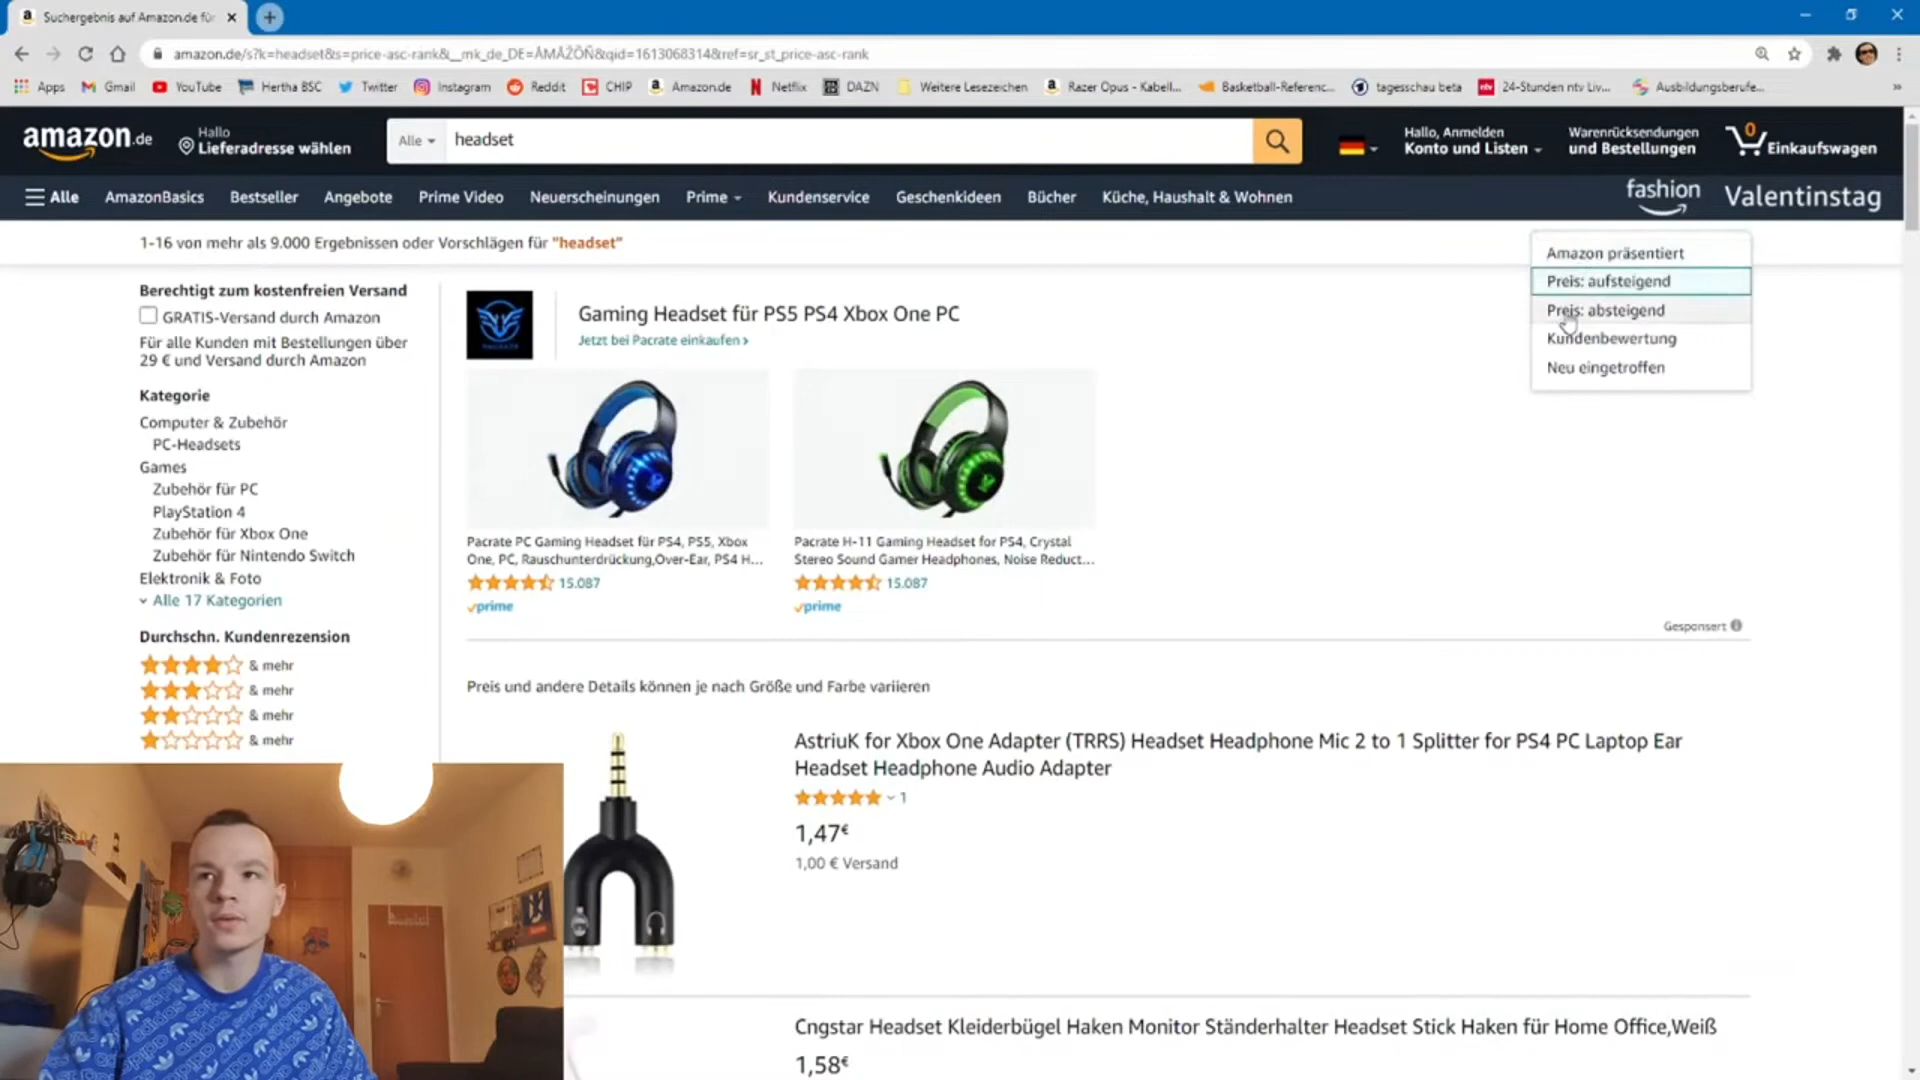 Suchergebnis auf Amazon.de für
amazon.de/s?k=headset&s=price-asc-rank&__mk_de_DE=ÅMÅŽÕÑ&qid=1613068314&ref=sr_st_price-asc-rank
Apps Gmail YouTube Hertha BSC Twitter Instagram Reddit CHIP Amazon.de Netflix DAZN Weitere Lesezeichen Razer Opus - Kabell... Basketball-Referenc... tagesschau beta 24-Stunden ntv Liv... Ausbildungsberufe...
amazon.de
Hallo
Lieferadresse wählen
Alle
headset
Hallo, Anmelden
Konto und Listen
Warenrücksendungen
und Bestellungen
0
Einkaufswagen
Alle AmazonBasics Bestseller Angebote Prime Video Neuerscheinungen Prime Kundenservice Geschenkideen Bücher Küche, Haushalt & Wohnen
fashion Valentinstag
1-16 von mehr als 9.000 Ergebnissen oder Vorschlägen für "headset"
Amazon präsentiert
Preis: aufsteigend
Preis: absteigend
Kundenbewertung
Neu eingetroffen
Berechtigt zum kostenfreien Versand
GRATIS-Versand durch Amazon
Für alle Kunden mit Bestellungen über
29 € und Versand durch Amazon
Kategorie
Computer & Zubehör
PC-Headsets
Games
Zubehör für PC
PlayStation 4
Zubehör für Xbox One
Zubehör für Nintendo Switch
Elektronik & Foto
Alle 17 Kategorien
Durchschn. Kundenrezension
& mehr
& mehr
& mehr
& mehr
PACRATE
Gaming Headset für PS5 PS4 Xbox One PC
Jetzt bei Pacrate einkaufen ›
Pacrate PC Gaming Headset für PS4, PS5, Xbox
One, PC, Rauschunterdrückung,Over-Ear, PS4 H...
15.087
prime
Pacrate H-11 Gaming Headset for PS4, Crystal
Stereo Sound Gamer Headphones, Noise Reduct...
15.087
prime
Gesponsert
Preis und andere Details können je nach Größe und Farbe variieren
AstriuK for Xbox One Adapter (TRRS) Headset Headphone Mic 2 to 1 Splitter for PS4 PC Laptop Ear
Headset Headphone Audio Adapter
1
1,47€
1,00 € Versand
Cngstar Headset Kleiderbügel Haken Monitor Ständerhalter Headset Stick Haken für Home Office,Weiß
1,58€